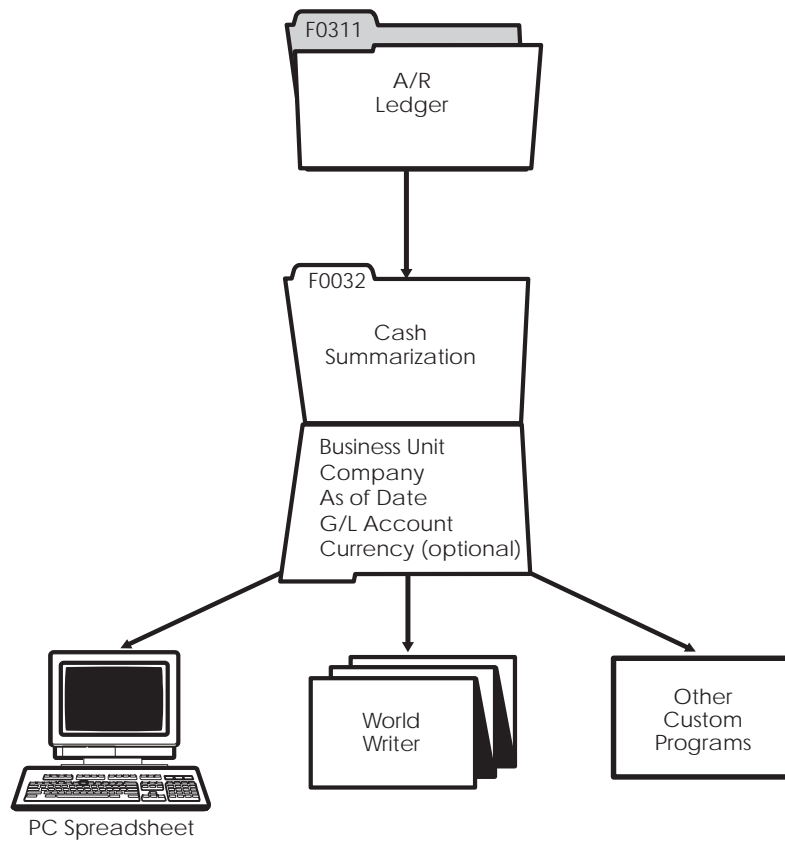 F0311
A/R
Ledger
F0032
Cash
Summarization
Business Unit
Company
As of Date
G/L Account
Currency (optional)
World
Writer
Other
Custom
Programs
PC Spreadsheet